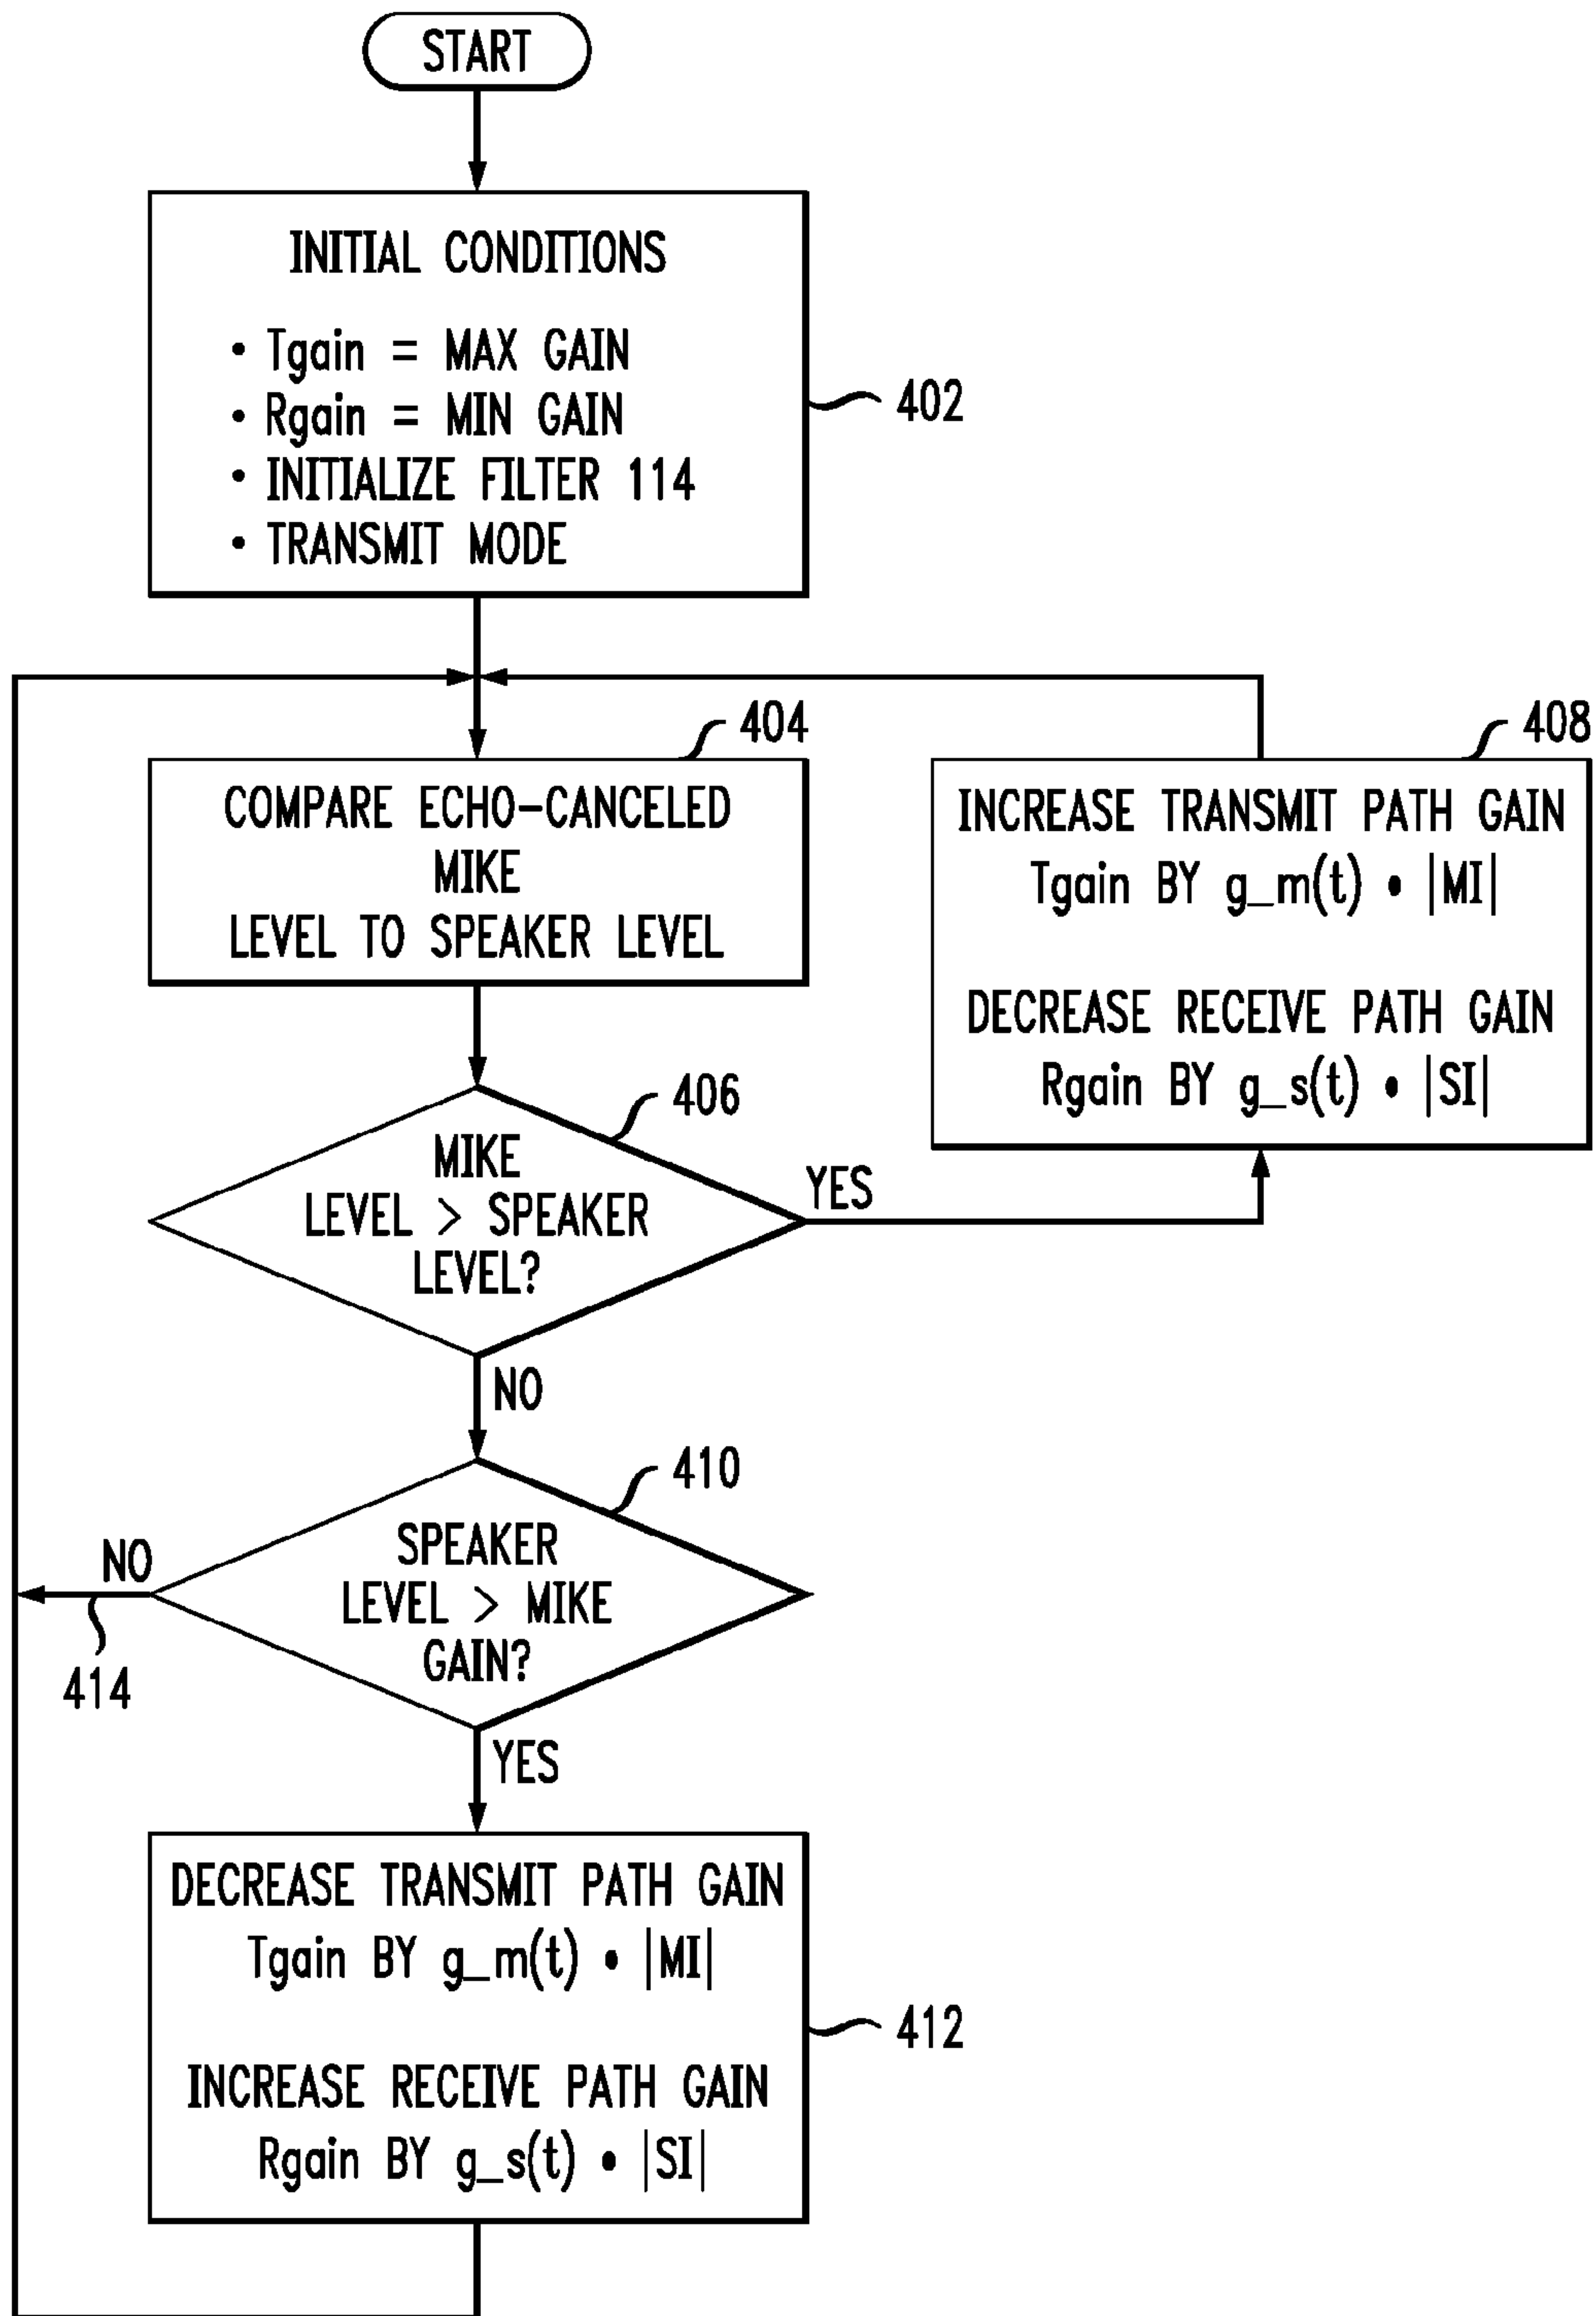 START
INITIAL CONDITIONS
• Tgain = MAX GAIN
• Rgain = MIN GAIN
• INITIALIZE FILTER 114
• TRANSMIT MODE
402
404
COMPARE ECHO-CANCELED
MIKE
LEVEL TO SPEAKER LEVEL
406
MIKE
LEVEL > SPEAKER
LEVEL?
YES
408
INCREASE TRANSMIT PATH GAIN
Tgain BY g_m(t) • |MI|
DECREASE RECEIVE PATH GAIN
Rgain BY g_s(t) • |SI|
NO
410
SPEAKER
LEVEL > MIKE
GAIN?
NO
414
YES
DECREASE TRANSMIT PATH GAIN
Tgain BY g_m(t) • |MI|
INCREASE RECEIVE PATH GAIN
Rgain BY g_s(t) • |SI|
412